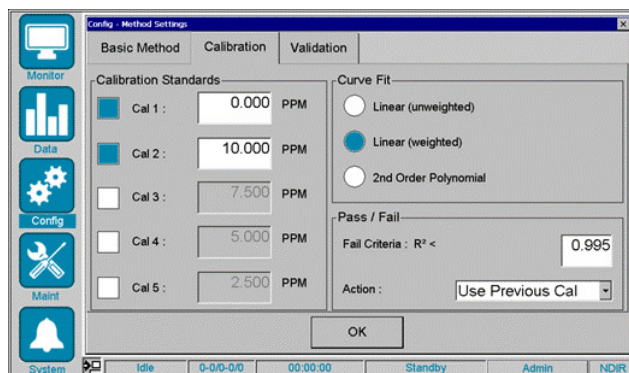 Config - Method Settings
Basic Method Calibration Validation
Monitor
Data
Config
Maint
System
Calibration Standards
Cal 1 : 0.000 PPM
Cal 2 : 10.000 PPM
Cal 3 : 7.500 PPM
Cal 4 : 5.000 PPM
Cal 5 : 2.500 PPM
Curve Fit
Linear (unweighted)
Linear (weighted)
2nd Order Polynomial
Pass / Fail
Fail Criteria : R² < 0.995
Action : Use Previous Cal
OK
Idle 0-0/0-0/0 00:00:00 Standby Admin NDIR